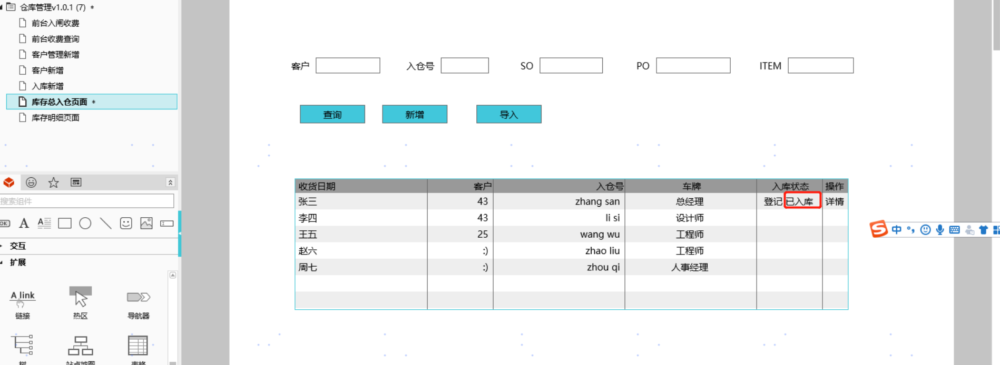 仓库管理v1.0.1 (7) *
前台入闸收费
前台收费查询
客户管理新增
客户新增
入库新增
库存总入仓页面 *
库存明细页面
搜索组件
OK A A
交互
扩展
A link
链接 热区 导航器
树 站点地图 表格
客户 入仓号 SO PO ITEM
查询 新增 导入
收货日期 客户 入仓号 车牌 入库状态 操作
张三 43 zhang san 总经理 登记 已入库 详情
李四 43 li si 设计师
王五 25 wang wu 工程师
赵六 :) zhao liu 工程师
周七 :) zhou qi 人事经理
S 中